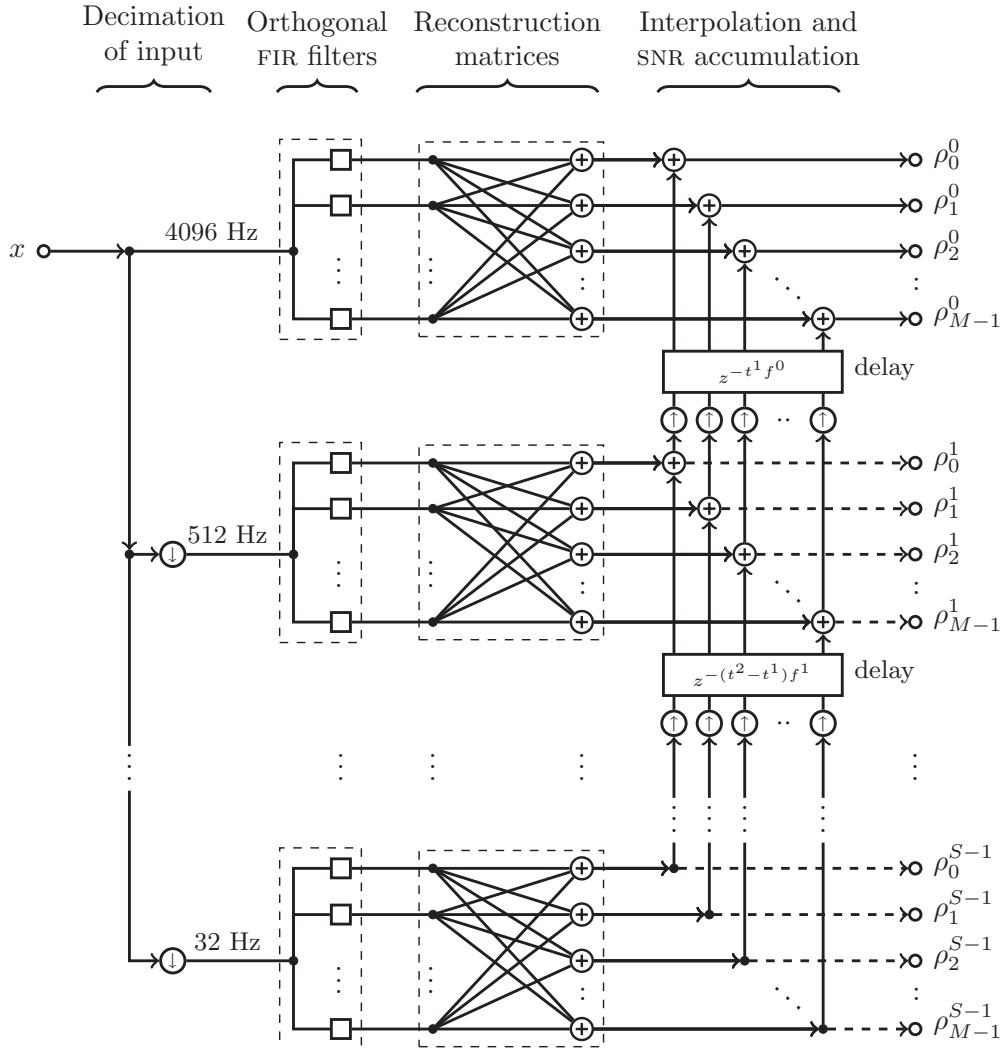 Decimation of input
Orthogonal FIR filters
Reconstruction matrices
Interpolation and SNR accumulation
x
4096 Hz
ρ_0^0
ρ_1^0
ρ_2^0
⋮
ρ_{M−1}^0
z^{−t^1 f^0}
delay
↑ ↑ ↑ ·· ↑
512 Hz
↓
ρ_0^1
ρ_1^1
ρ_2^1
⋮
ρ_{M−1}^1
z^{−(t^2−t^1)f^1}
delay
↑ ↑ ↑ ·· ↑
32 Hz
↓
ρ_0^{S−1}
ρ_1^{S−1}
ρ_2^{S−1}
⋮
ρ_{M−1}^{S−1}